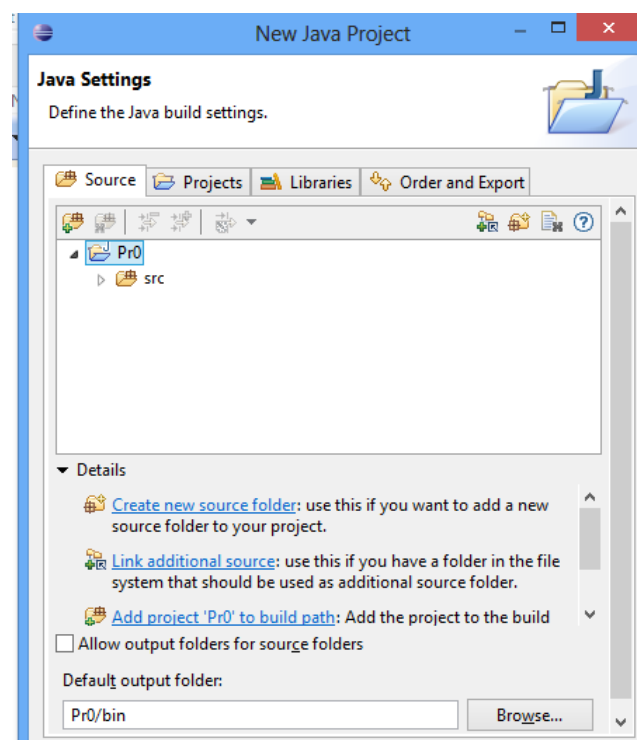 New Java Project
Java Settings
Define the Java build settings.
Source Projects Libraries Order and Export
Pr0
src
Details
Create new source folder: use this if you want to add a new
source folder to your project.
Link additional source: use this if you have a folder in the file
system that should be used as additional source folder.
Add project 'Pr0' to build path: Add the project to the build
Allow output folders for source folders
Default output folder:
Pr0/bin
Browse...